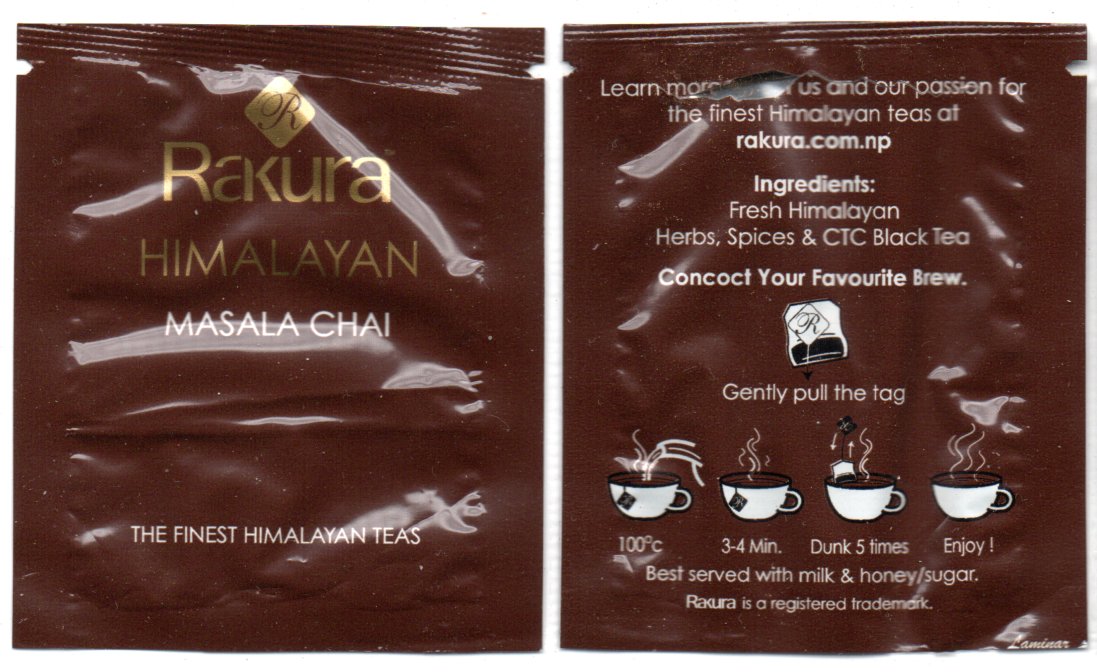 R
Rakura
HIMALAYAN
MASALA CHAI
THE FINEST HIMALAYAN TEAS
Learn us and our passion for
the finest Himalayan teas at
rakura.com.np
Ingredients:
Fresh Himalayan
Herbs, Spices & CTC Black Tea
Concoct Your Favourite Brew.
R
Gently pull the tag
100°c
3-4 Min.
Dunk 5 times
Enjoy !
Best served with milk & honey/sugar.
Rakura is a registered trademark.
Laminar